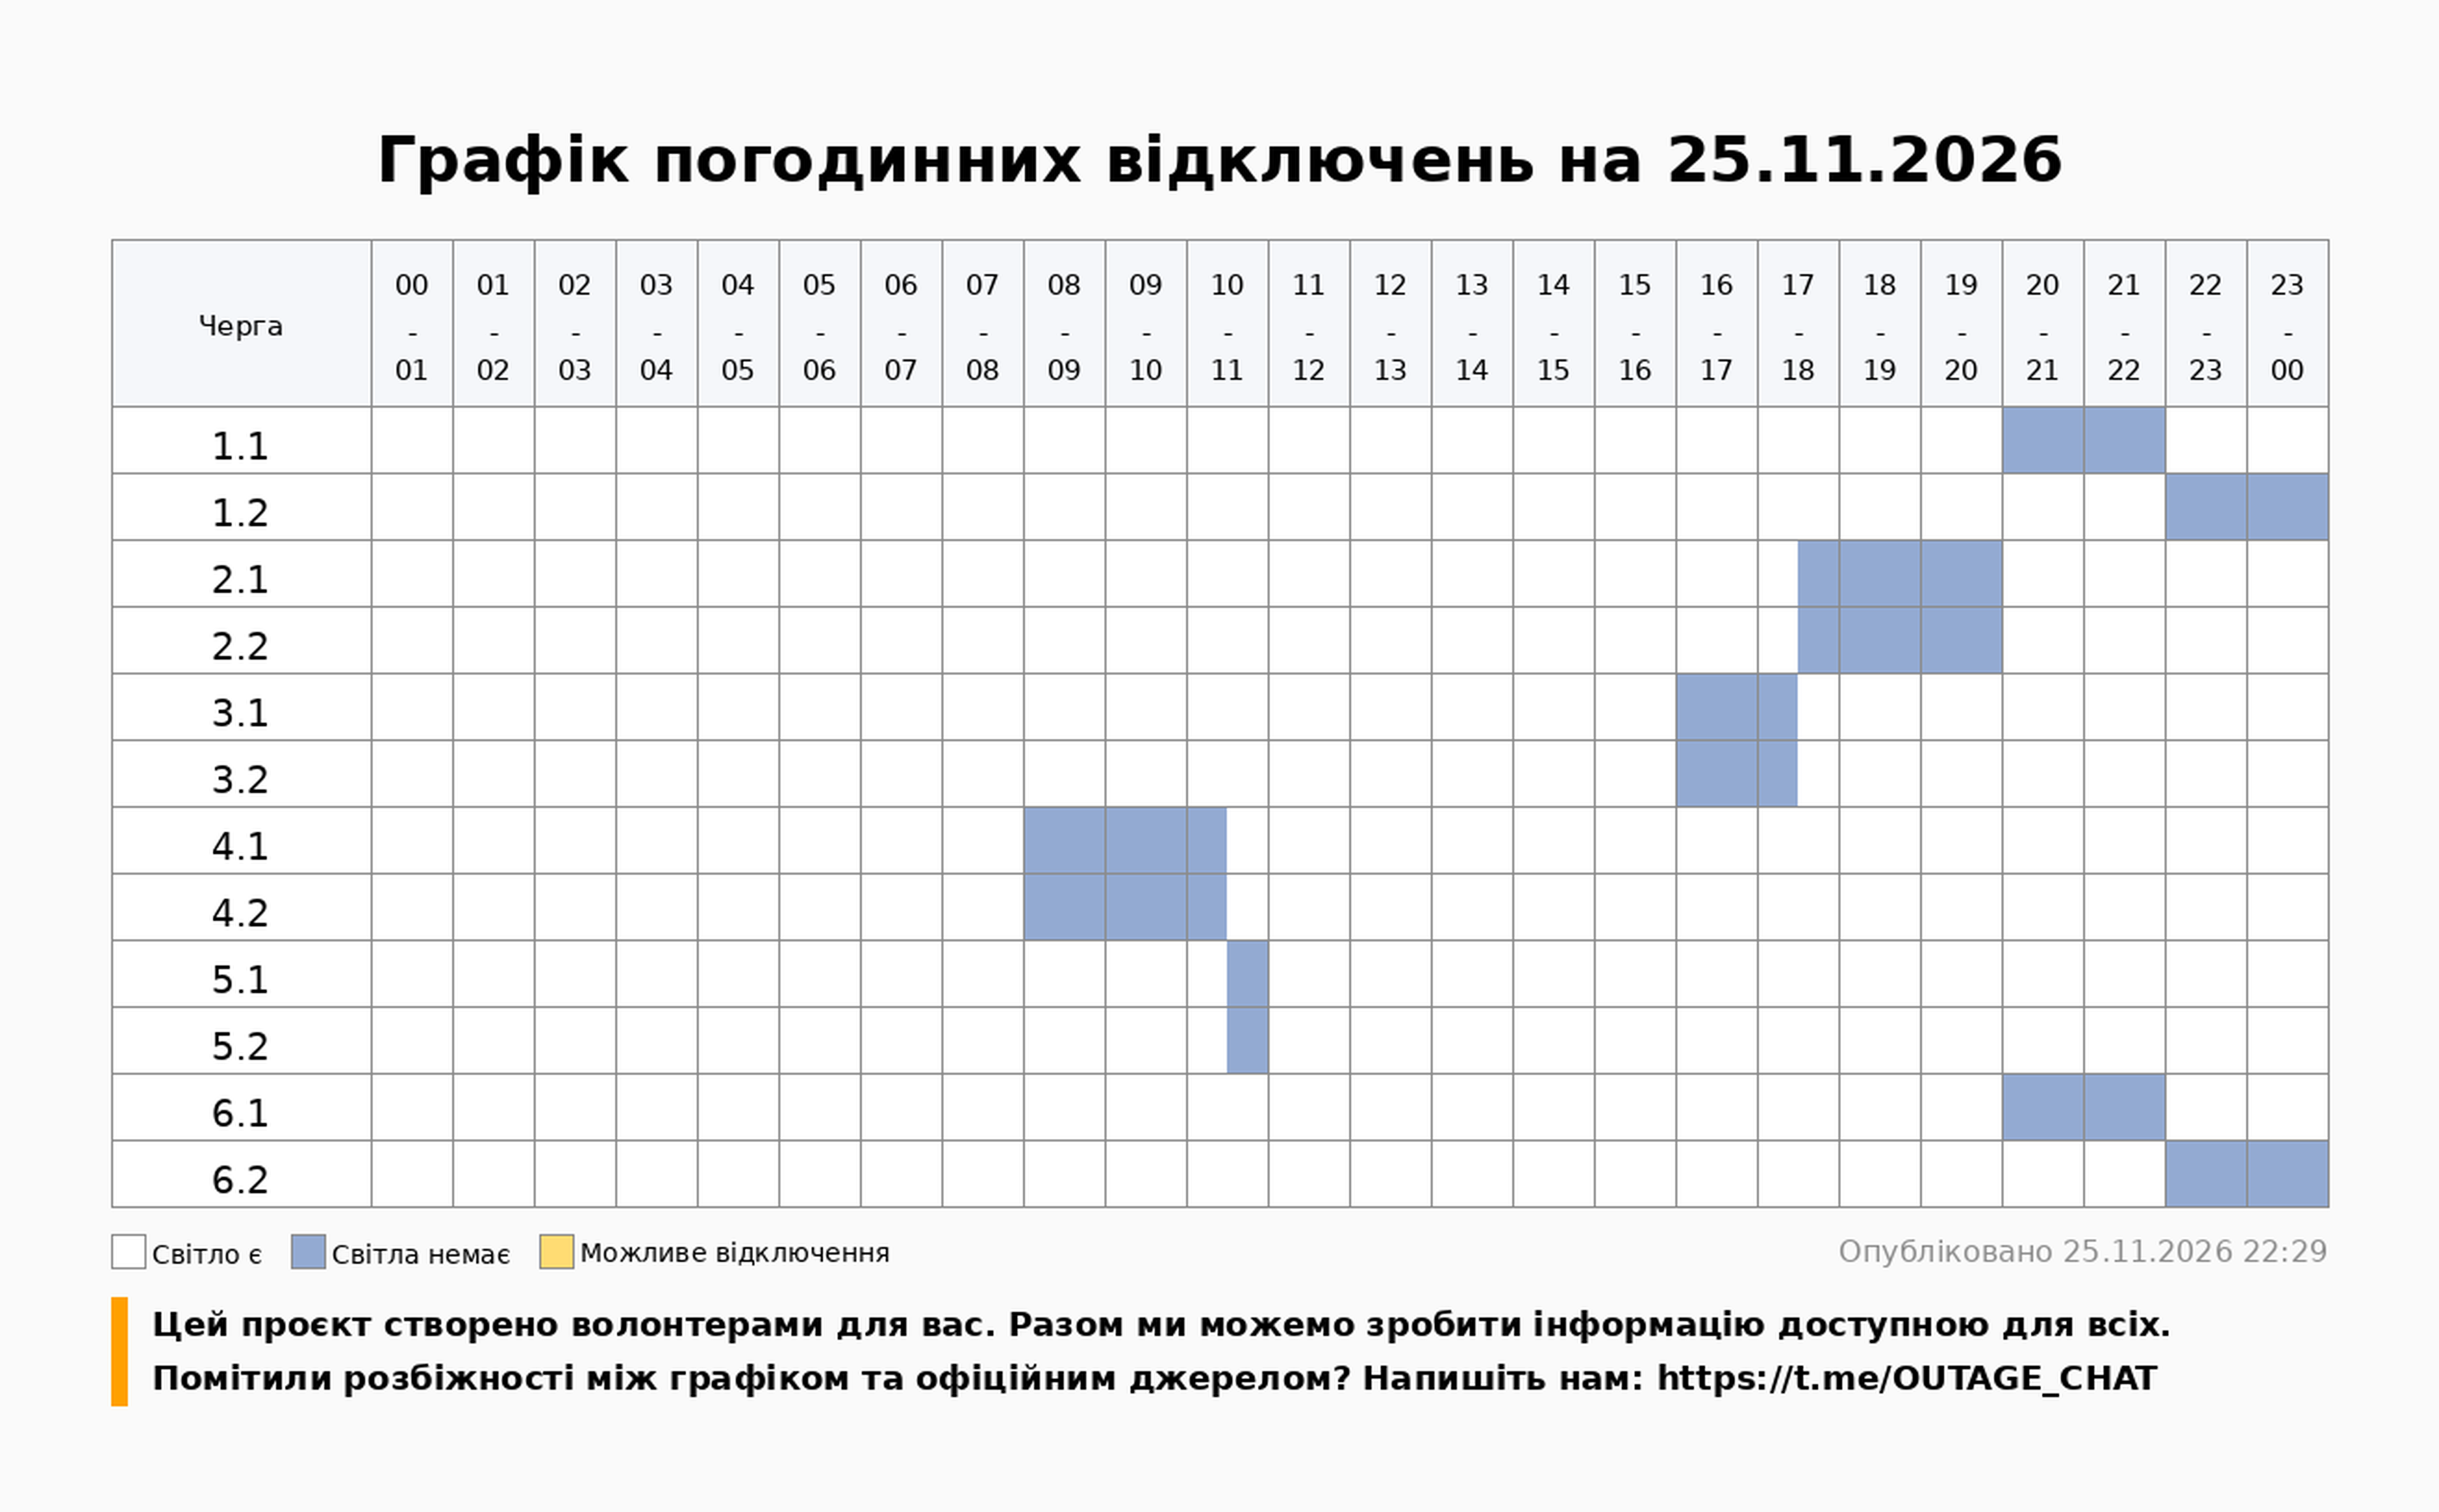 Графік погодинних відключень на 25.11.2026
Черга 00 - 01 01 - 02 02 - 03 03 - 04 04 - 05 05 - 06 06 - 07 07 - 08 08 - 09 09 - 10 10 - 11 11 - 12 12 - 13 13 - 14 14 - 15 15 - 16 16 - 17 17 - 18 18 - 19 19 - 20 20 - 21 21 - 22 22 - 23 23 - 00
1.1
1.2
2.1
2.2
3.1
3.2
4.1
4.2
5.1
5.2
6.1
6.2
Світло є Світла немає Можливе відключення Опубліковано 25.11.2026 22:29
Цей проєкт створено волонтерами для вас. Разом ми можемо зробити інформацію доступною для всіх.
Помітили розбіжності між графіком та офіційним джерелом? Напишіть нам: https://t.me/OUTAGE_CHAT